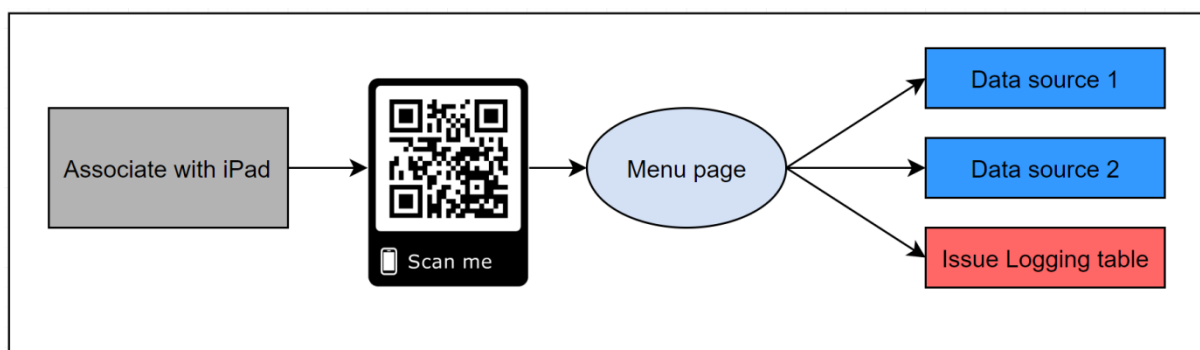 Associate with iPad
Scan me
Menu page
Data source 1
Data source 2
Issue Logging table